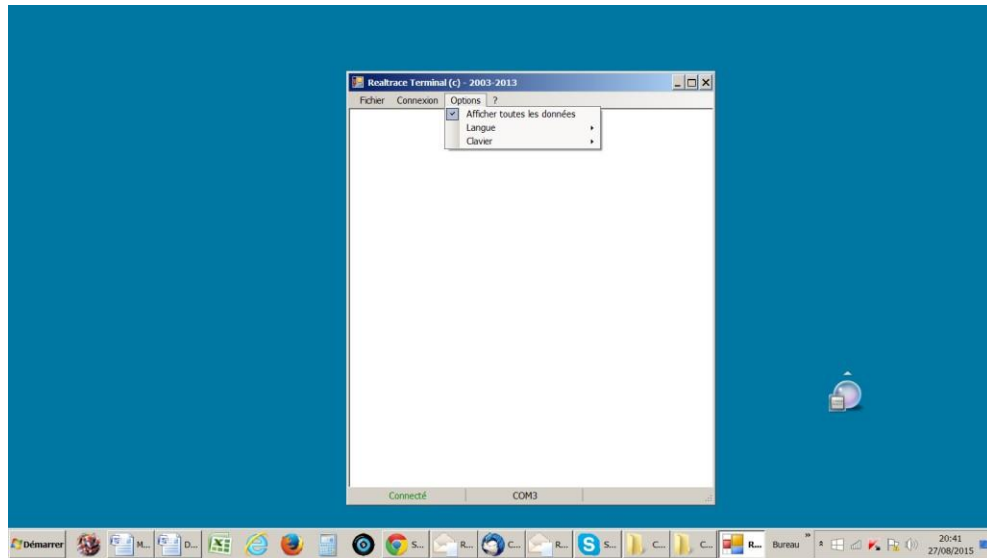 Realtrace Terminal (c) - 2003-2013
Fichier Connexion Options ?
Afficher toutes les données
Langue
Clavier
Connecté COM3
Démarrer M... D... S... R... C... R... S... C... C... R... Bureau 20:41
27/08/2015